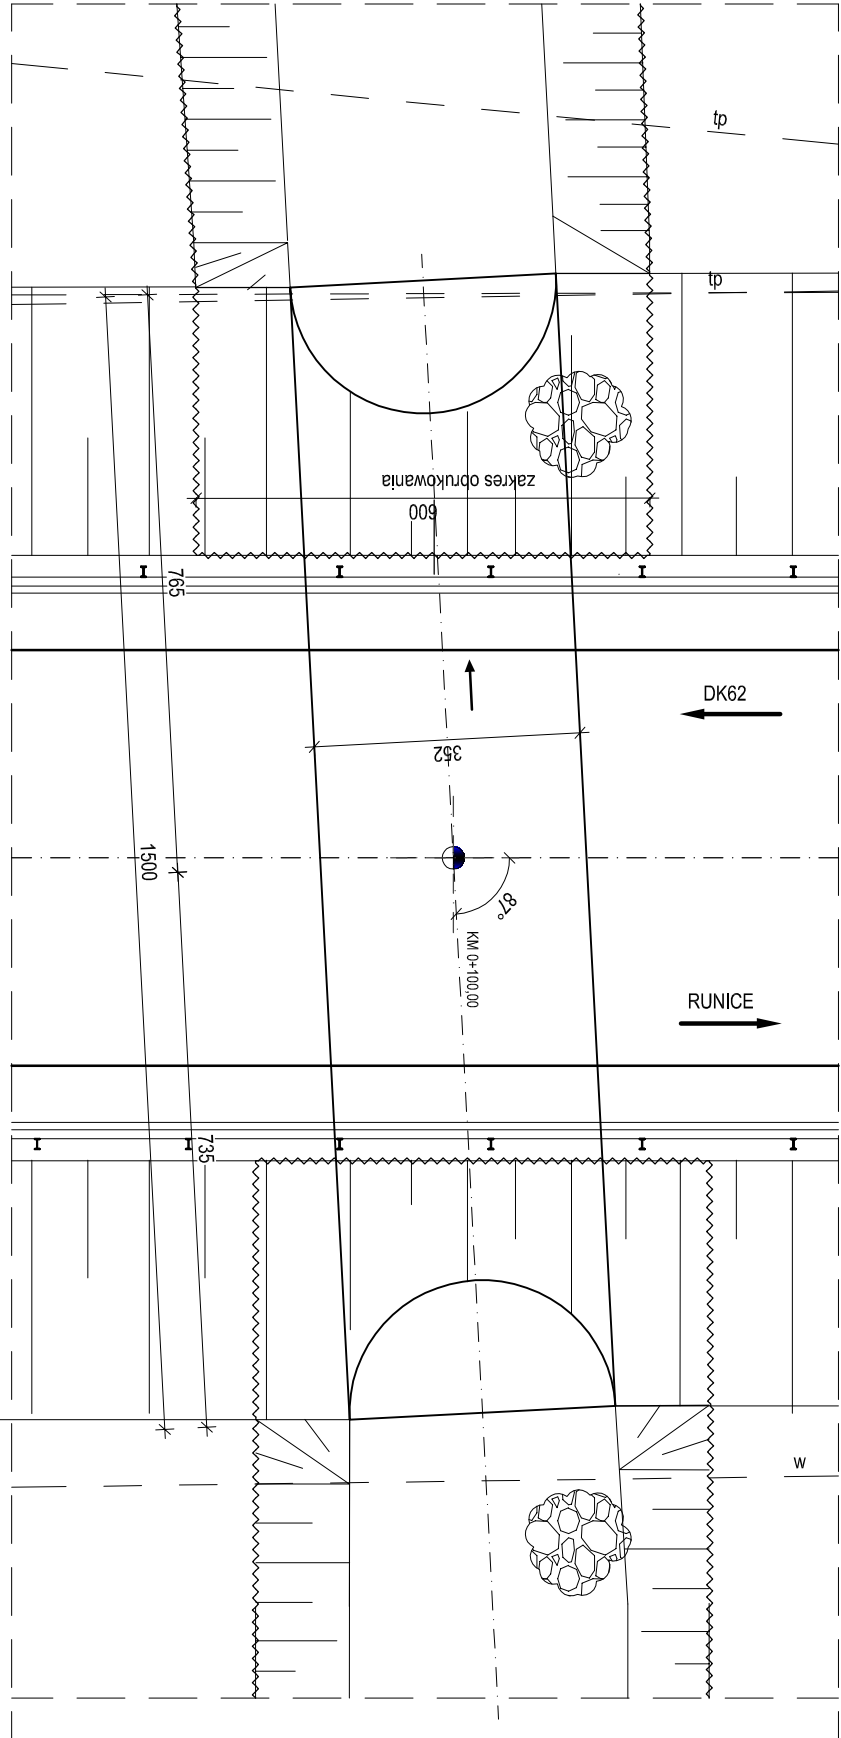 tp
tp
zakres obrukowania
600
765
DK62
352
1500
87°
KM 0+100,00
RUNICE
735
w